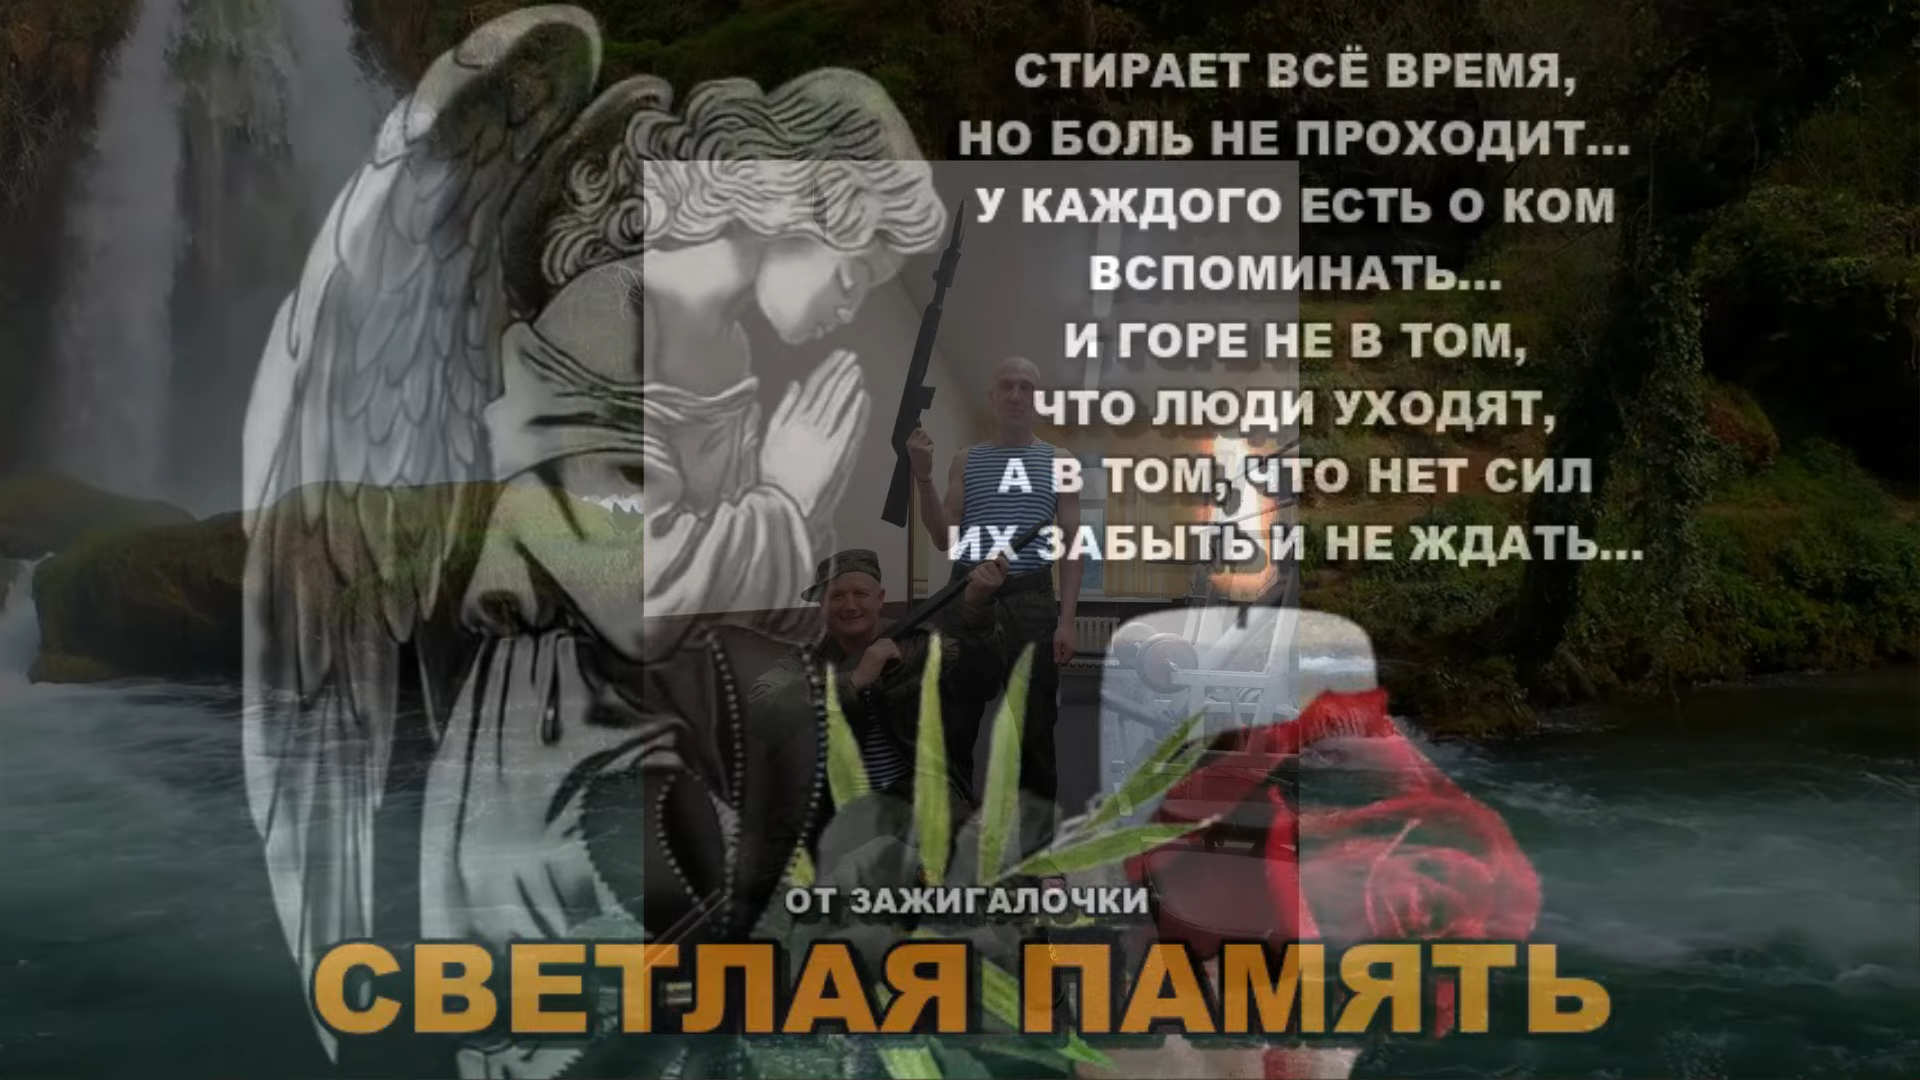 СТИРАЕТ ВСЁ ВРЕМЯ,
НО БОЛЬ НЕ ПРОХОДИТ...
У КАЖДОГО ЕСТЬ О КОМ
ВСПОМИНАТЬ...
И ГОРЕ НЕ В ТОМ,
ЧТО ЛЮДИ УХОДЯТ,
А В ТОМ, ЧТО НЕТ СИЛ
ИХ ЗАБЫТЬ И НЕ ЖДАТЬ...
ОТ ЗАЖИГАЛОЧКИ
СВЕТЛАЯ ПАМЯТЬ